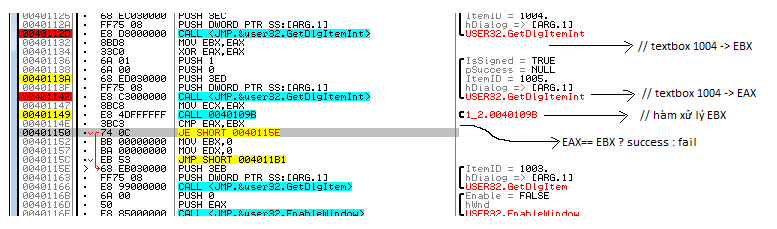 00401125 · 68 EC030000 PUSH 3EC ItemID = 1004.
0040112A · FF75 08 PUSH DWORD PTR SS:[ARG.1] hDialog => [ARG.1]
0040112D · E8 D8000000 CALL <JMP.&user32.GetDlgItemInt> USER32.GetDlgItemInt
00401132 · 8BD8 MOV EBX,EAX // textbox 1004 -> EBX
00401134 · 33C0 XOR EAX,EAX
00401136 · 6A 01 PUSH 1 IsSigned = TRUE
00401138 · 6A 00 PUSH 0 pSuccess = NULL
0040113A · 68 ED030000 PUSH 3ED ItemID = 1005.
0040113F · FF75 08 PUSH DWORD PTR SS:[ARG.1] hDialog => [ARG.1]
00401142 · E8 C3000000 CALL <JMP.&user32.GetDlgItemInt> USER32.GetDlgItemInt // textbox 1004 -> EAX
00401147 · 8BC8 MOV ECX,EAX
00401149 · E8 4DFFFFFF CALL 0040109B 1_2.0040109B // hàm xử lý EBX
0040114E · 3BC3 CMP EAX,EBX
00401150 · 74 0C JE SHORT 0040115E EAX== EBX ? success : fail
00401152 · BB 00000000 MOV EBX,0
00401157 · BA 00000000 MOV EDX,0
0040115C · EB 53 JMP SHORT 004011B1
0040115E > 68 EB030000 PUSH 3EB ItemID = 1003.
00401163 · FF75 08 PUSH DWORD PTR SS:[ARG.1] hDialog => [ARG.1]
00401166 · E8 99000000 CALL <JMP.&user32.GetDlgItem> USER32.GetDlgItem
0040116B · 6A 00 PUSH 0 Enable = FALSE
0040116D · 50 PUSH EAX hWnd
0040116E · E8 85000000 CALL <JMP.&user32.EnableWindow> USER32.EnableWindow